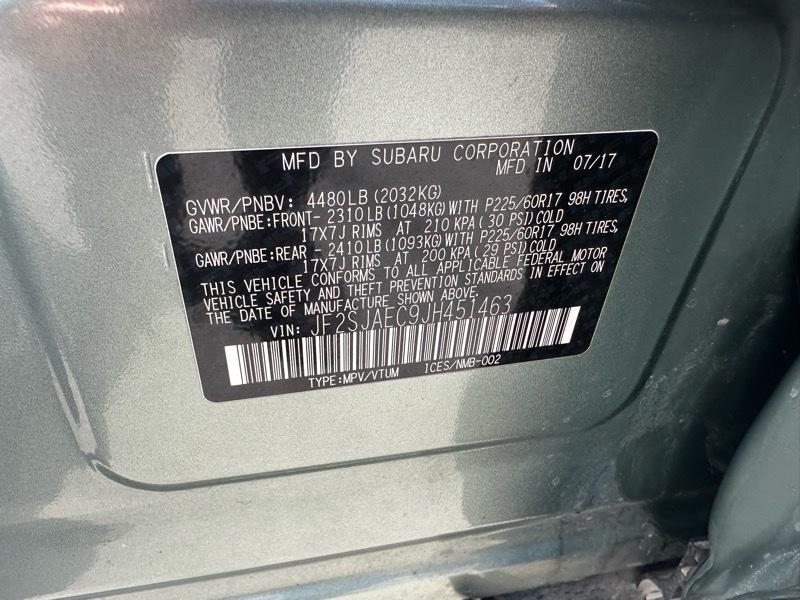 MFD BY SUBARU CORPORATION
MFD IN 07/17
GVWR/PNBV: 4480LB (2032KG)
GAWR/PNBE:FRONT- 2310LB (1048KG)WITH P225/60R17 98H TIRES,
17X7J RIMS AT 210 KPA ( 30 PSI)COLD
GAWR/PNBE:REAR - 2410LB (1093KG)WITH P225/60R17 98H TIRES,
17X7J RIMS AT 200 KPA ( 29 PSI)COLD
THIS VEHICLE CONFORMS TO ALL APPLICABLE FEDERAL MOTOR
VEHICLE SAFETY AND THEFT PREVENTION STANDARDS IN EFFECT ON
THE DATE OF MANUFACTURE SHOWN ABOVE.
VIN: JF2SJAEC9JH451463
TYPE:MPV/VTUM ICES/NMB-002